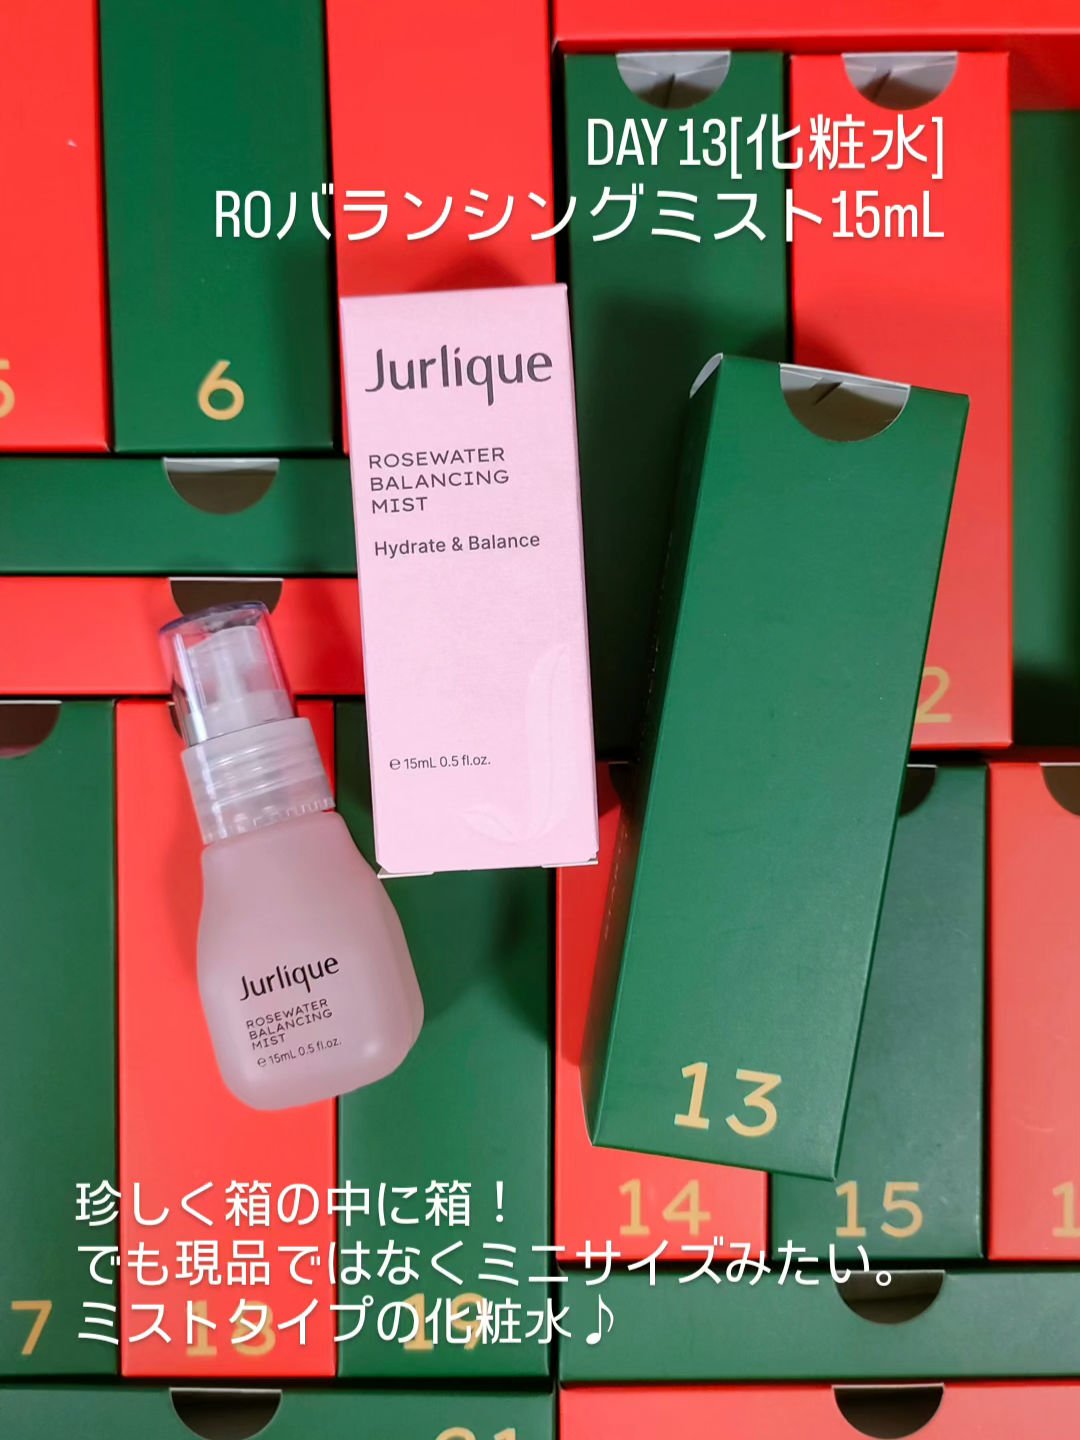 DAY 13[化粧水]
ROバランシングミスト15mL
6
Jurlique
ROSEWATER
BALANCING
MIST
Hydrate & Balance
℮ 15mL 0.5 fl.oz.
2
Jurlique
ROSEWATER
BALANCING
MIST
℮ 15mL 0.5 fl.oz.
13
14
15
珍しく箱の中に箱！
でも現品ではなくミニサイズみたい。
ミストタイプの化粧水♪
7
18
19